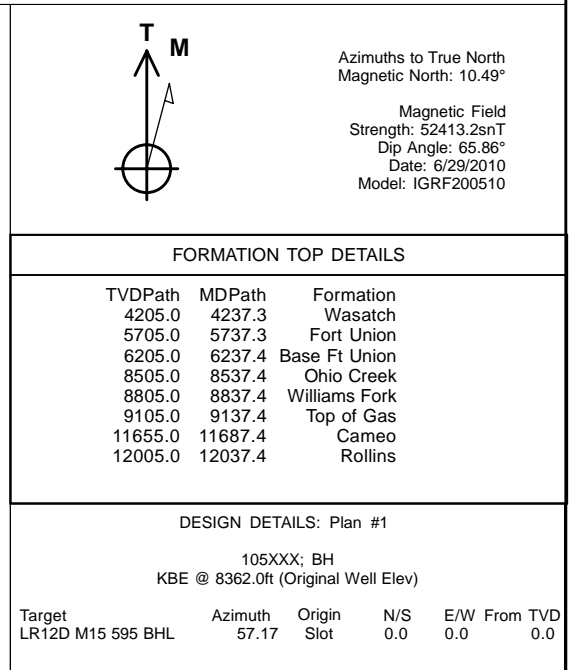 T
M
Azimuths to True North
Magnetic North: 10.49°
Magnetic Field
Strength: 52413.2snT
Dip Angle: 65.86°
Date: 6/29/2010
Model: IGRF200510
FORMATION TOP DETAILS
TVDPath MDPath Formation
4205.0 4237.3 Wasatch
5705.0 5737.3 Fort Union
6205.0 6237.4 Base Ft Union
8505.0 8537.4 Ohio Creek
8805.0 8837.4 Williams Fork
9105.0 9137.4 Top of Gas
11655.0 11687.4 Cameo
12005.0 12037.4 Rollins
DESIGN DETAILS: Plan #1
105XXX; BH
KBE @ 8362.0ft (Original Well Elev)
Target Azimuth Origin N/S E/W From TVD
LR12D M15 595 BHL 57.17 Slot 0.0 0.0 0.0